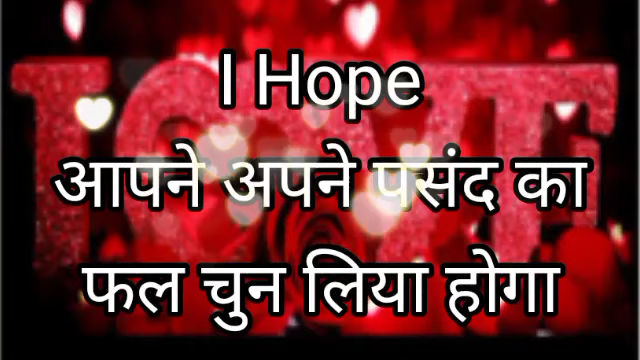 I Hope
आपने अपने पसंद का
फल चुन लिया होगा
LOVE